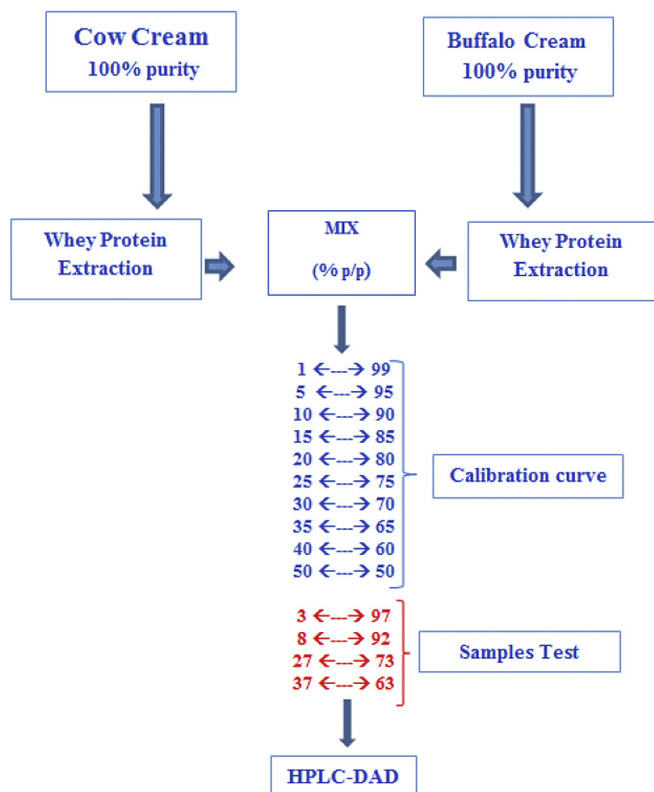 Cow Cream
100% purity
Buffalo Cream
100% purity
Whey Protein
Extraction
MIX
(% p/p)
Whey Protein
Extraction
1 ←---→ 99
5 ←---→ 95
10 ←---→ 90
15 ←---→ 85
20 ←---→ 80
25 ←---→ 75
30 ←---→ 70
35 ←---→ 65
40 ←---→ 60
50 ←---→ 50
Calibration curve
3 ←---→ 97
8 ←---→ 92
27 ←---→ 73
37 ←---→ 63
Samples Test
HPLC-DAD